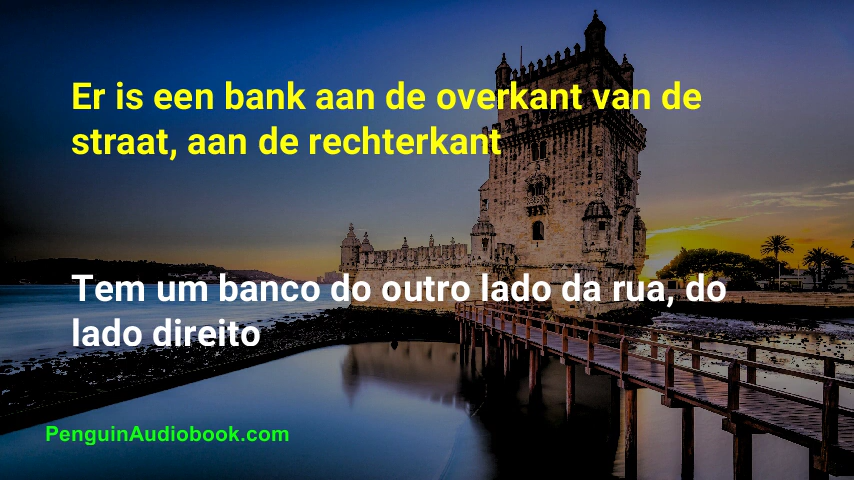 Er is een bank aan de overkant van de
straat, aan de rechterkant
Tem um banco do outro lado da rua, do
lado direito
PenguinAudiobook.com